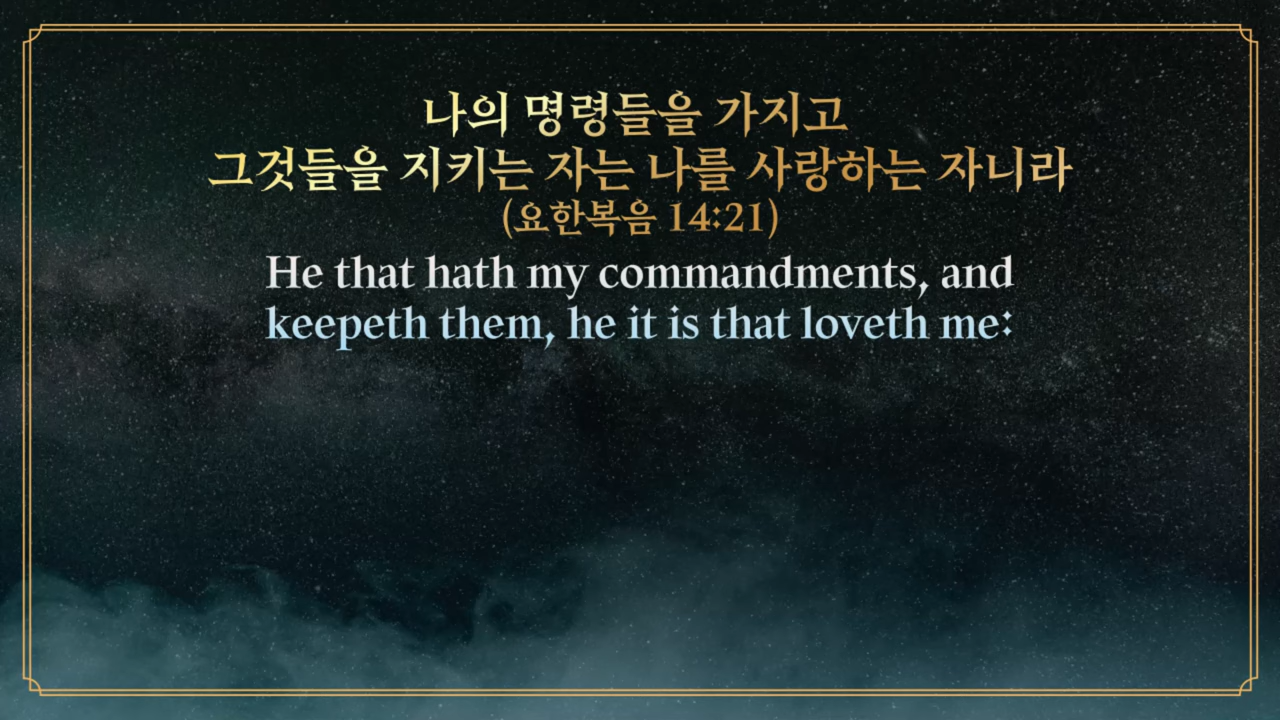 나의 명령들을 가지고
그것들을 지키는 자는 나를 사랑하는 자니라
(요한복음 14:21)
He that hath my commandments, and
keepeth them, he it is that loveth me: